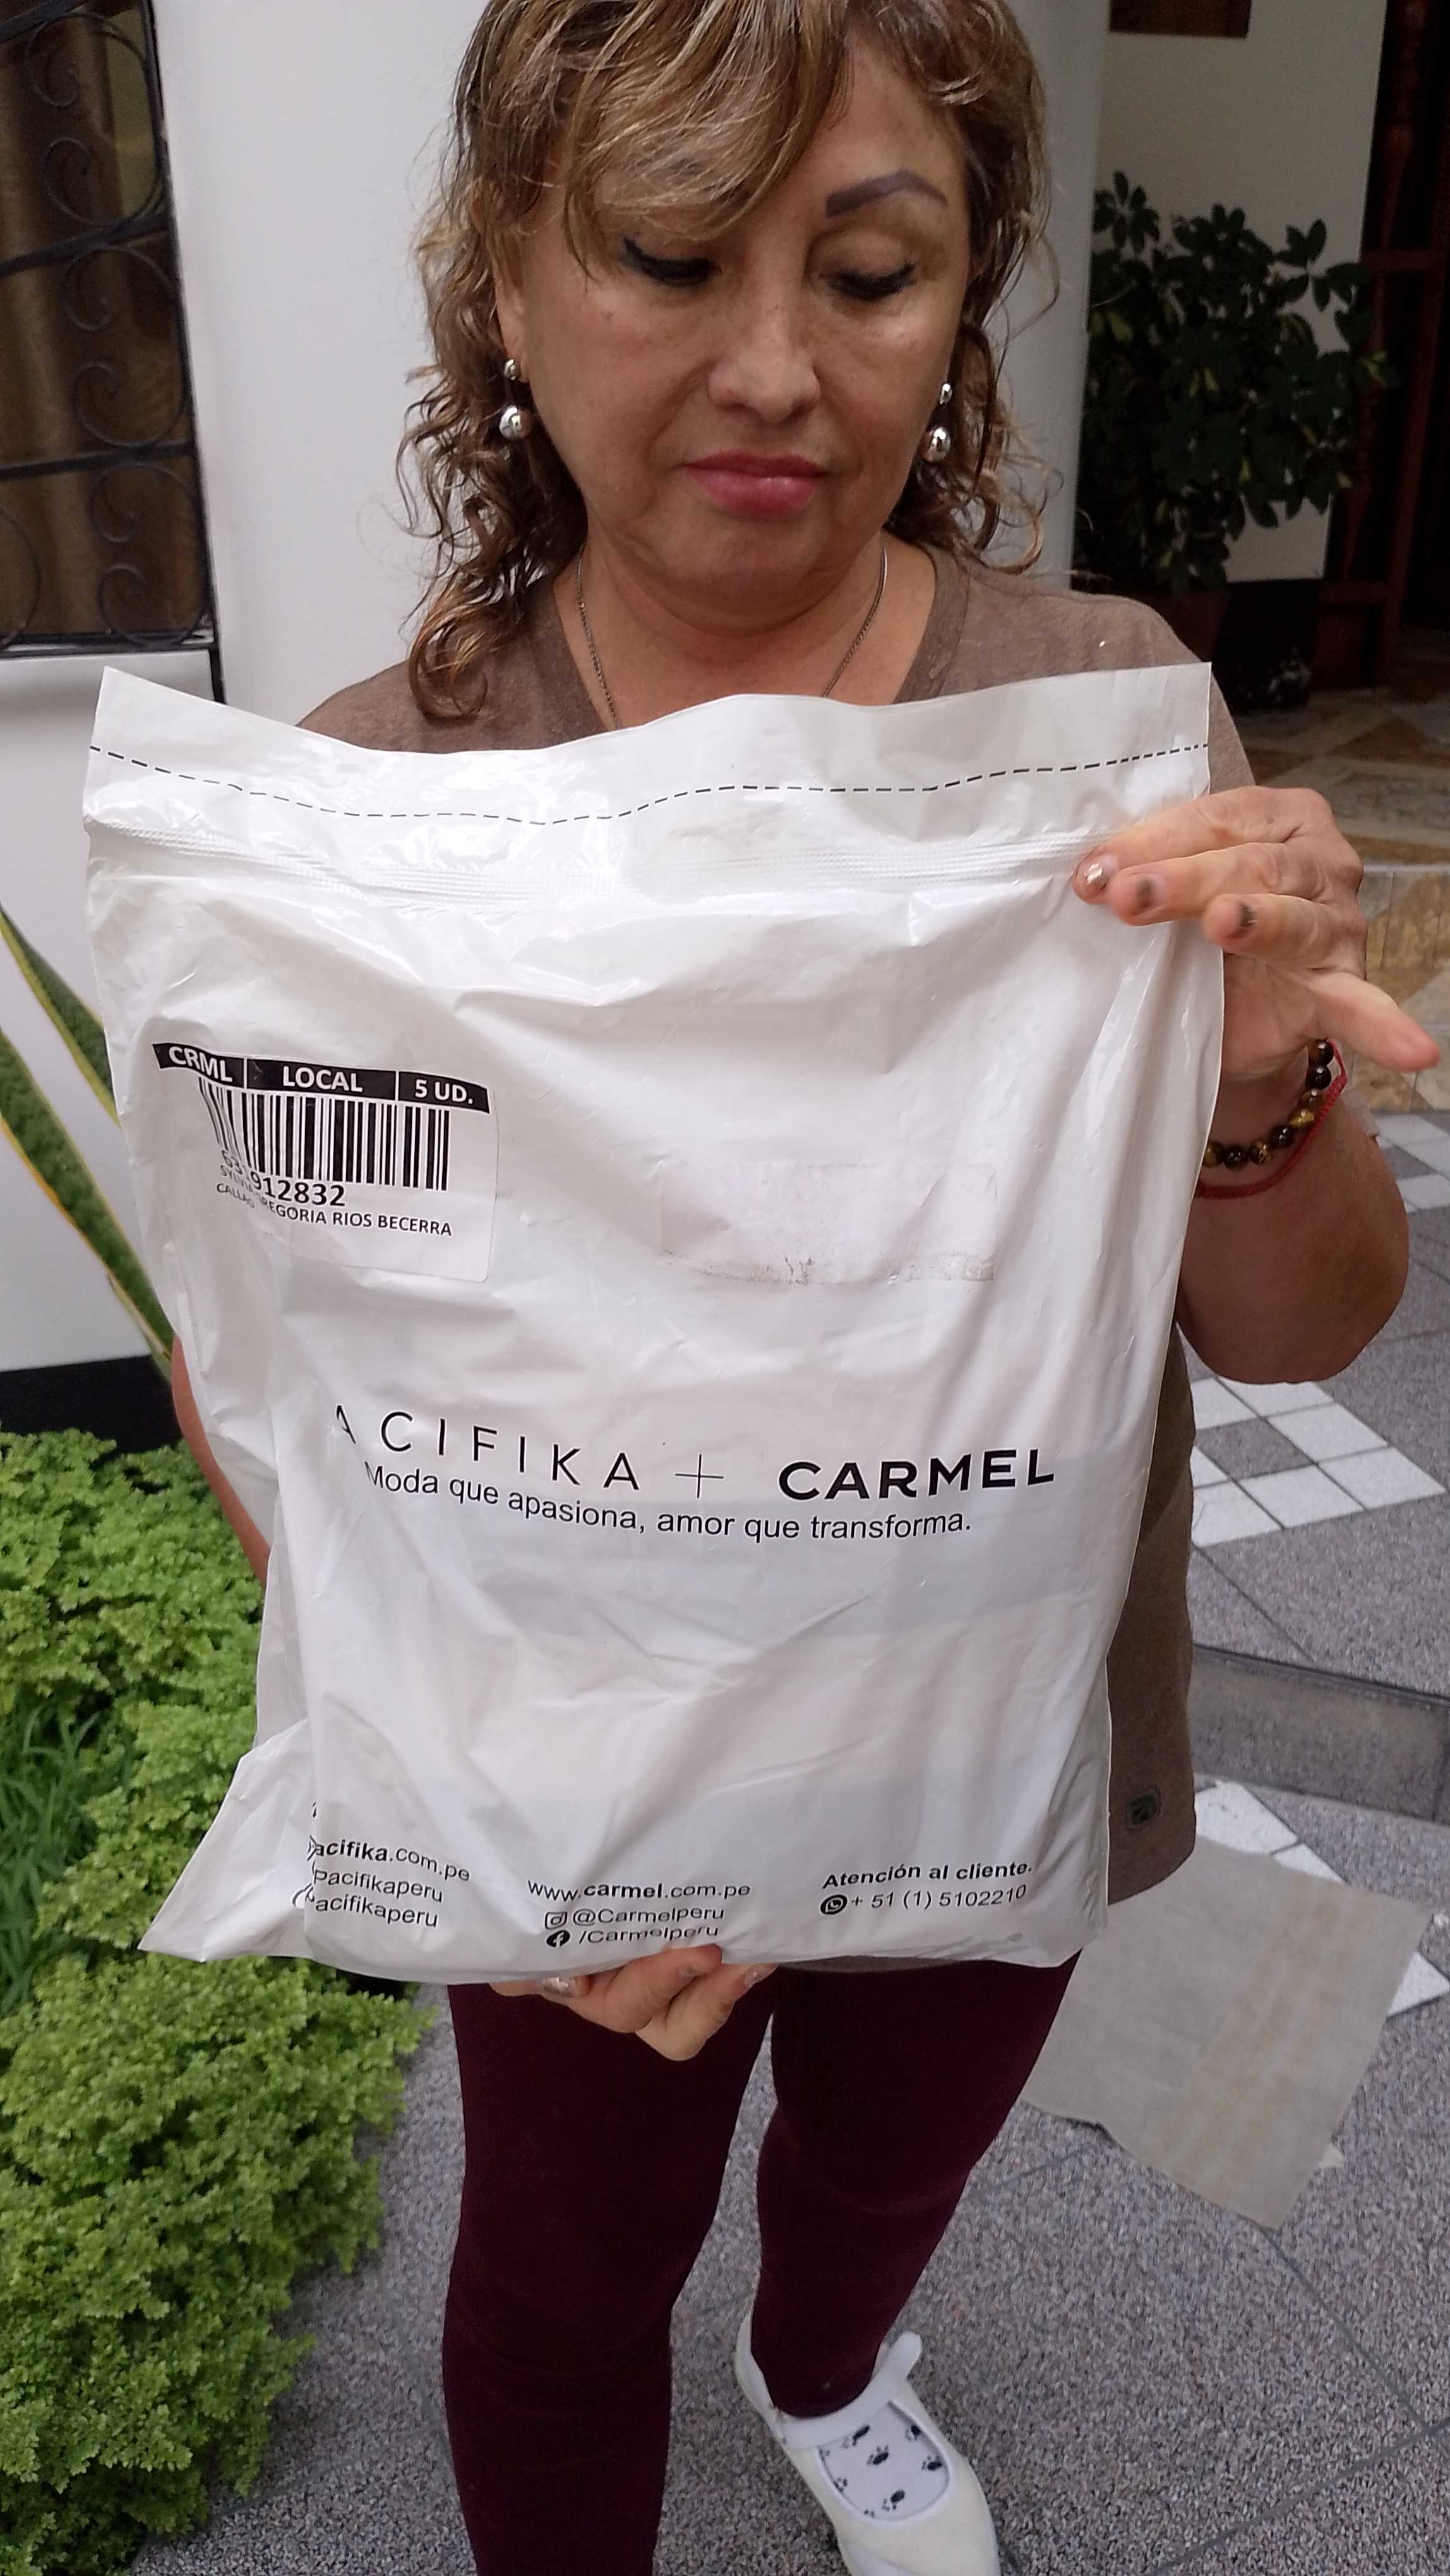 CRML LOCAL 5 UD.
912832
REGORIA RIOS BECERRA
ACIFIKA + CARMEL
Moda que apasiona, amor que transforma.
acifika.com.pe
Pacifikaperu
acifikaperu
www.carmel.com.pe
@Carmelperu
/Carmelperu
Atención al cliente.
+ 51 (1) 5102210